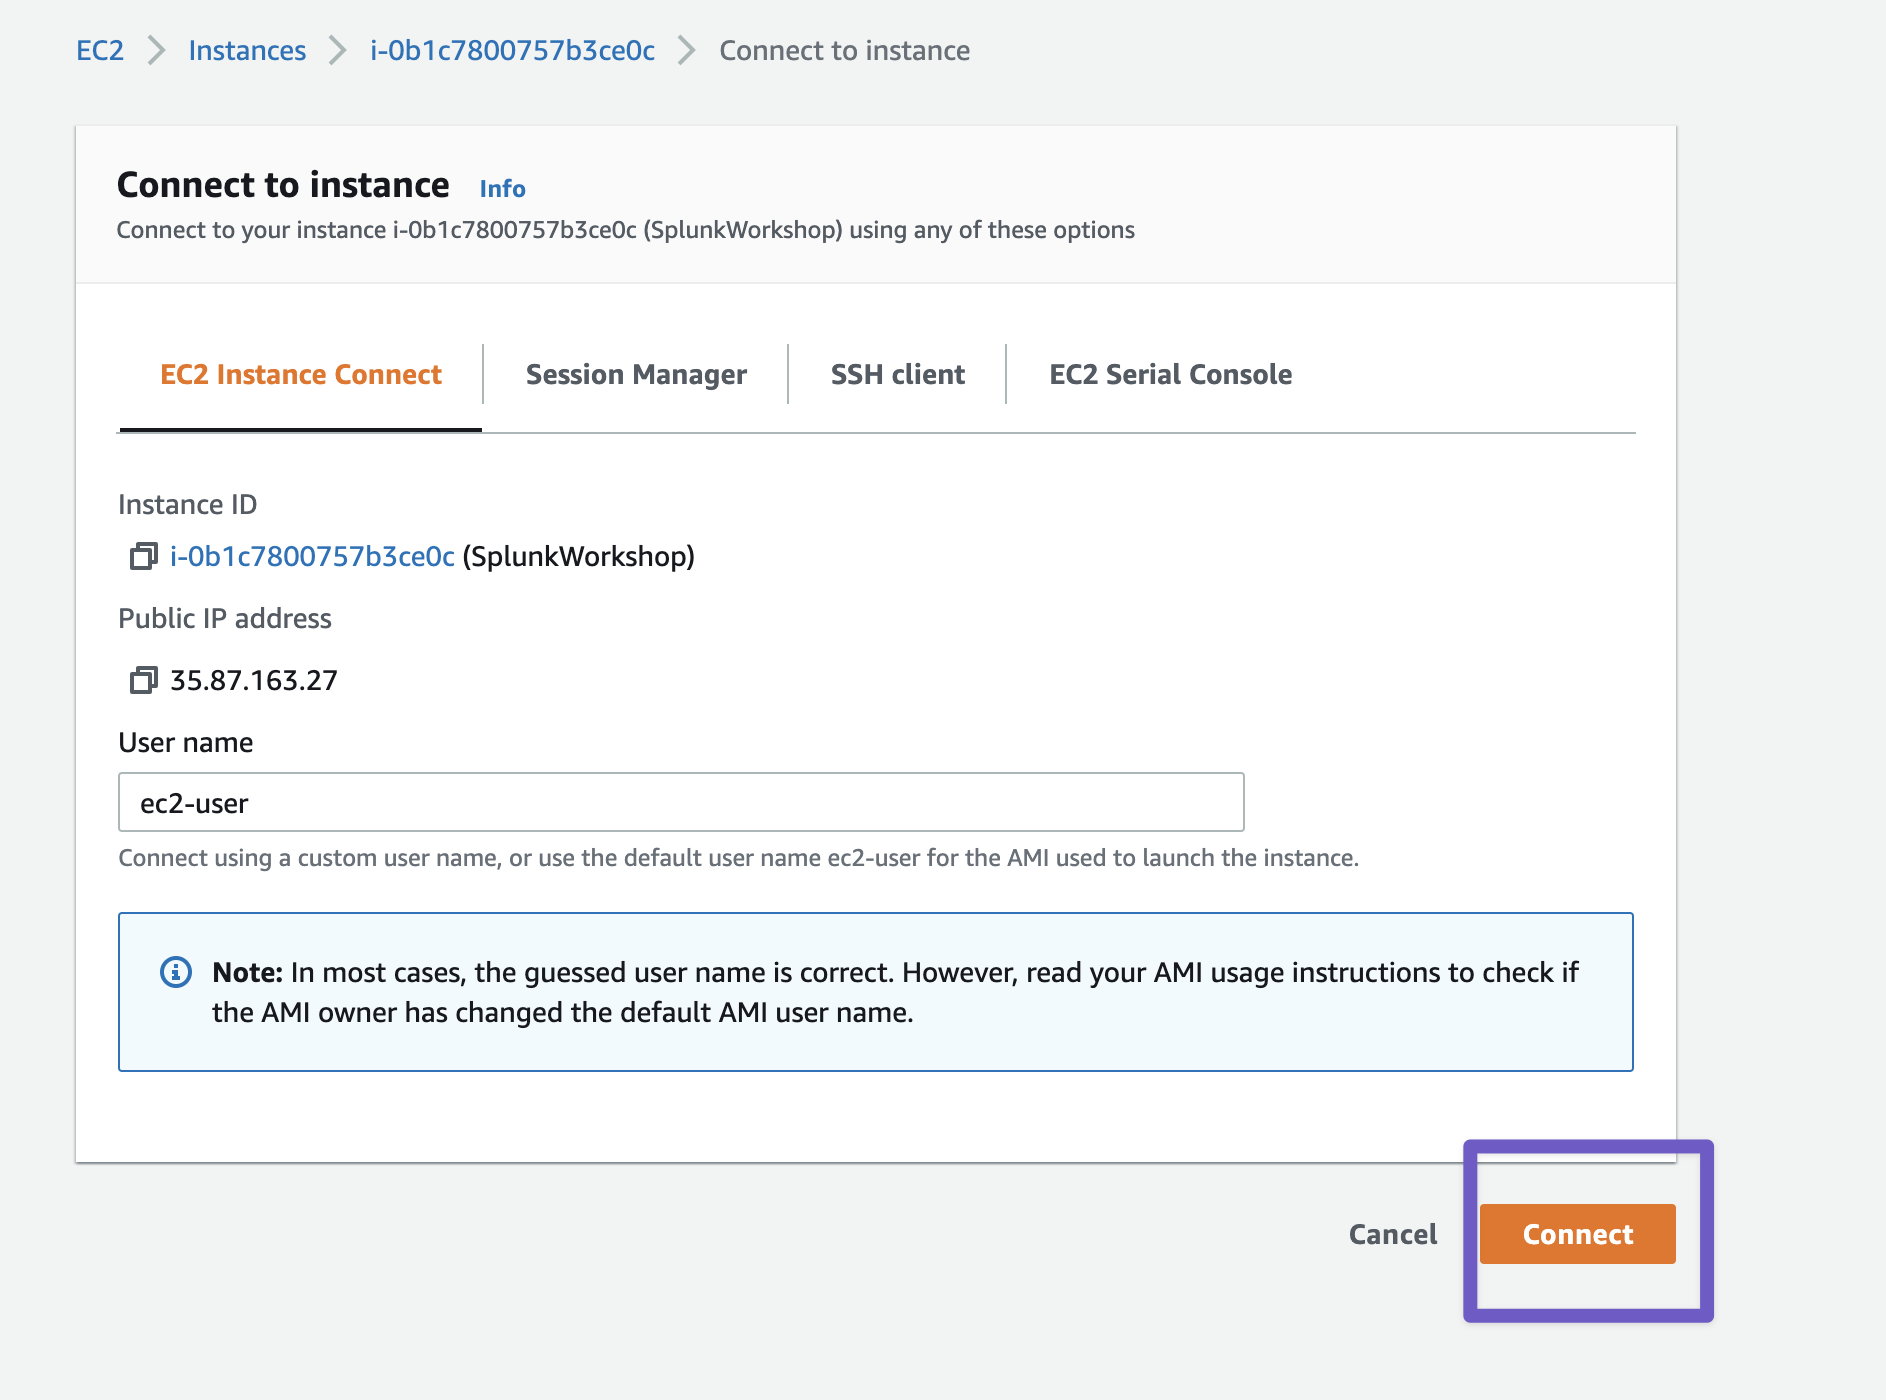 EC2 Instances i-0b1c7800757b3ce0c Connect to instance
Connect to instance Info
Connect to your instance i-0b1c7800757b3ce0c (SplunkWorkshop) using any of these options
EC2 Instance Connect Session Manager SSH client EC2 Serial Console
Instance ID
i-0b1c7800757b3ce0c (SplunkWorkshop)
Public IP address
35.87.163.27
User name
ec2-user
Connect using a custom user name, or use the default user name ec2-user for the AMI used to launch the instance.
Note: In most cases, the guessed user name is correct. However, read your AMI usage instructions to check if
the AMI owner has changed the default AMI user name.
Cancel Connect